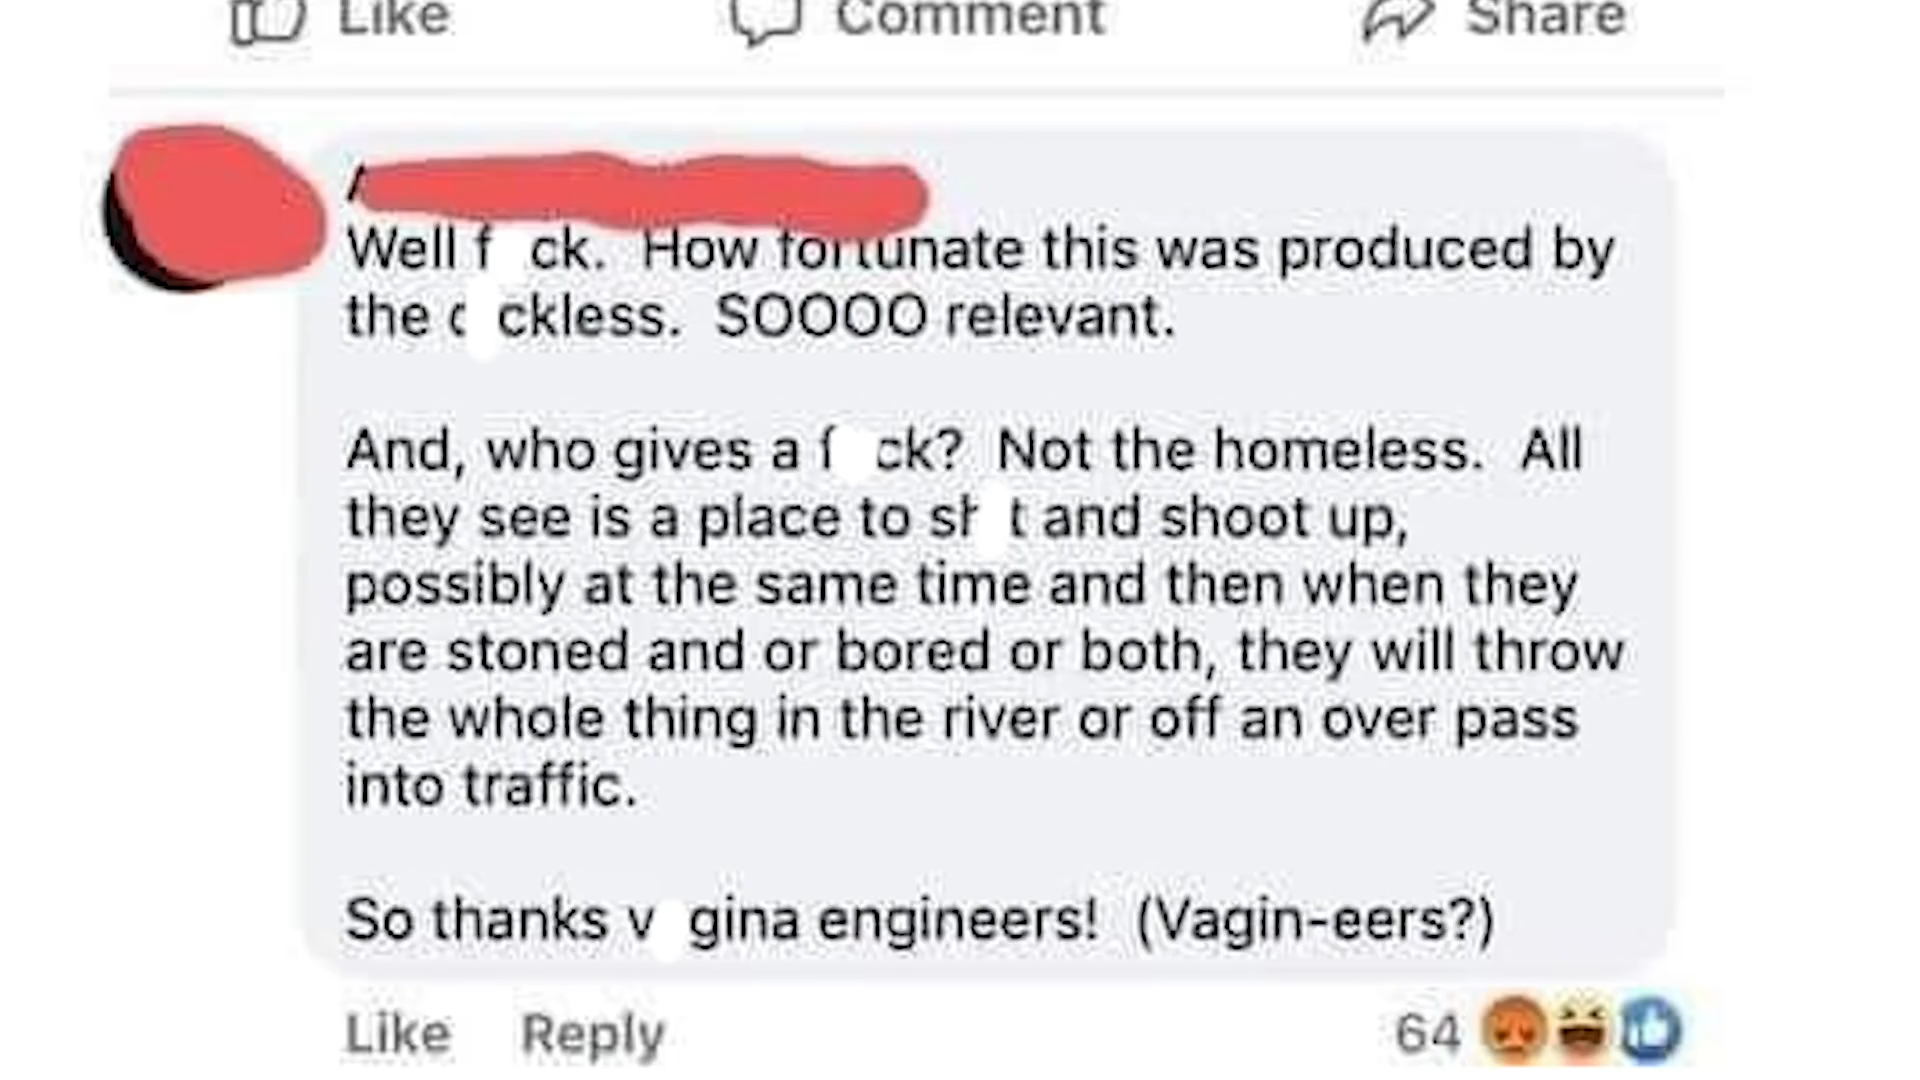 Like Comment Share
Well f ck. How fortunate this was produced by
the d ckless. SOOOO relevant.
And, who gives a f ck? Not the homeless. All
they see is a place to sh t and shoot up,
possibly at the same time and then when they
are stoned and or bored or both, they will throw
the whole thing in the river or off an over pass
into traffic.
So thanks v gina engineers! (Vagin-eers?)
Like Reply 64